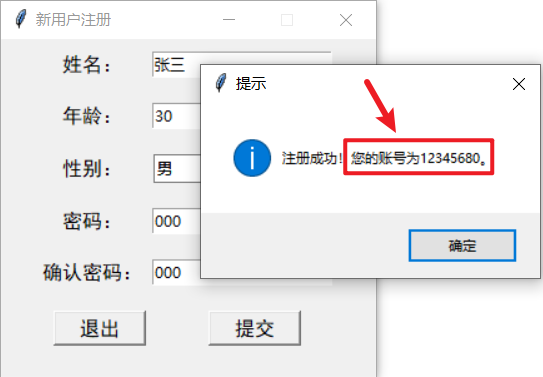 新用户注册
姓名：
张三
年龄：
30
性别：
男
密码：
000
确认密码：
000
退出
提交
提示
注册成功！您的账号为12345680。
确定